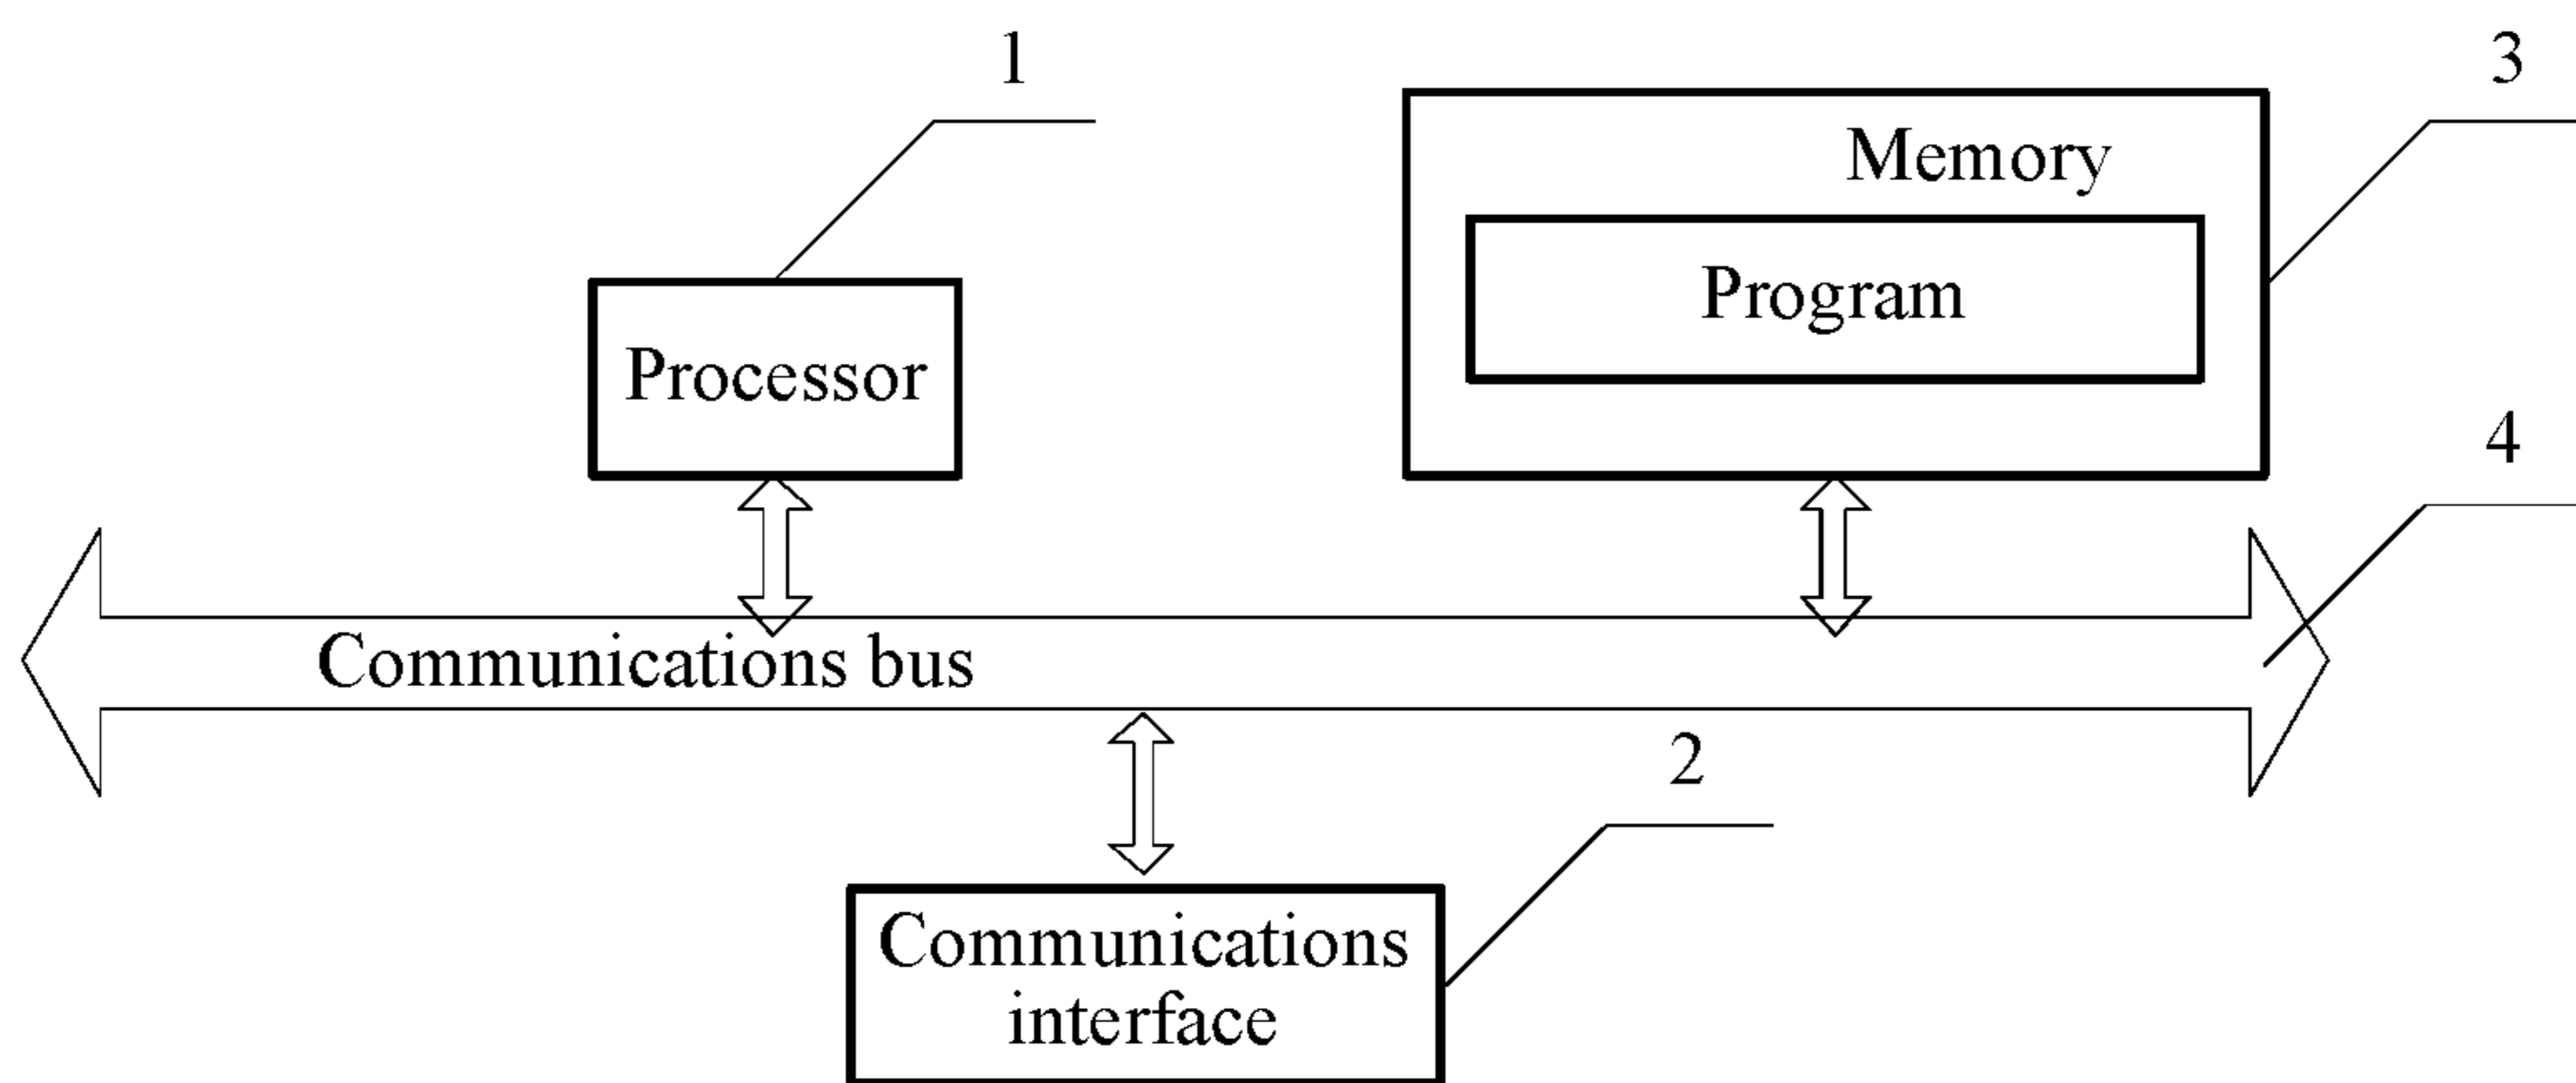 1
3
Memory
Program
Processor
4
Communications bus
2
Communications
interface